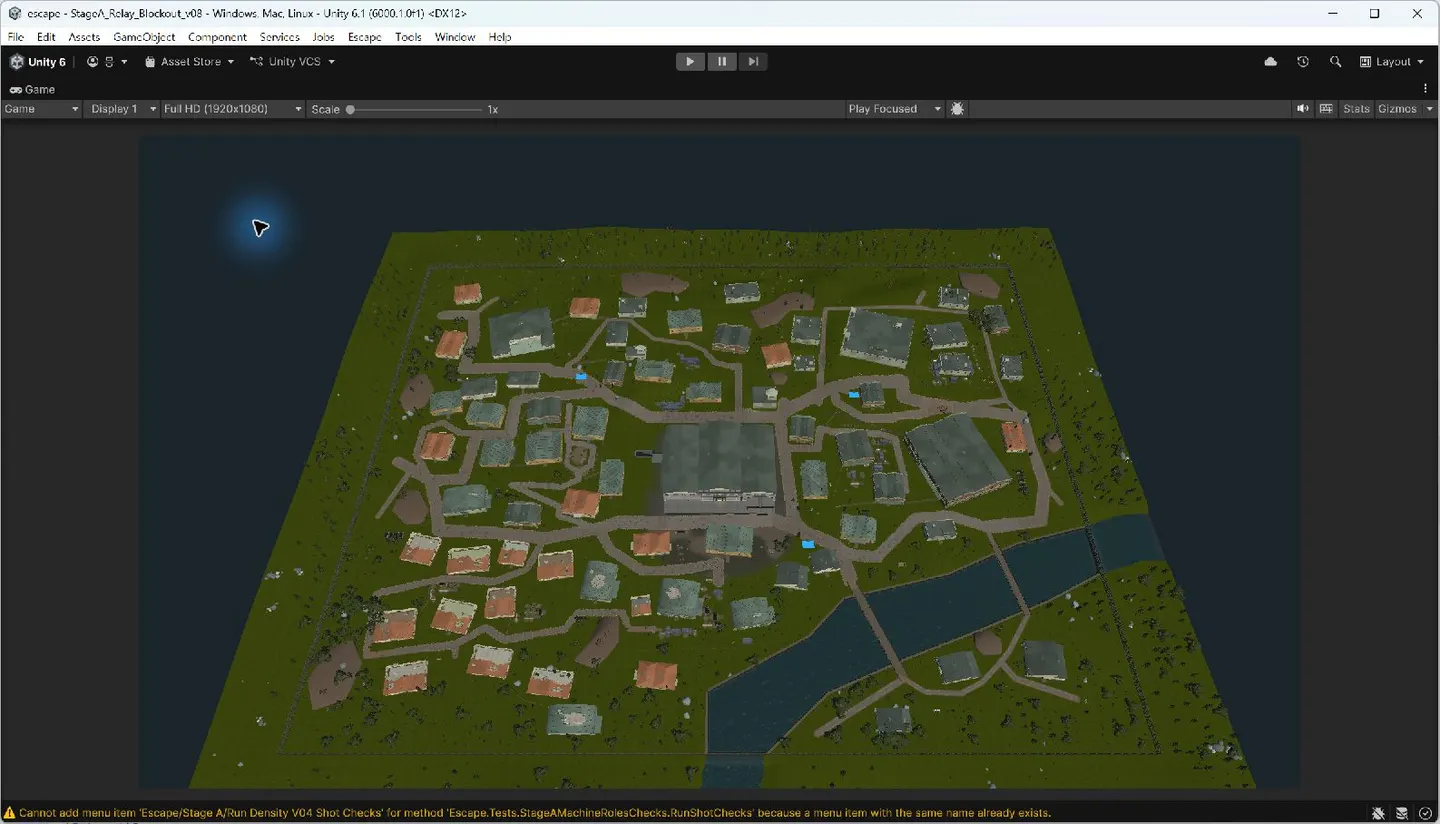 escape - StageA_Relay_Blockout_v08 - Windows, Mac, Linux - Unity 6.1 (6000.1.0f1) <DX12>
File Edit Assets GameObject Component Services Jobs Escape Tools Window Help
Unity 6 Asset Store Unity VCS Layout
Game
Game Display 1 Full HD (1920x1080) Scale 1x Play Focused Stats Gizmos
Cannot add menu item 'Escape/Stage A/Run Density V04 Shot Checks' for method 'Escape.Tests.StageAMachineRolesChecks.RunShotChecks' because a menu item with the same name already exists.